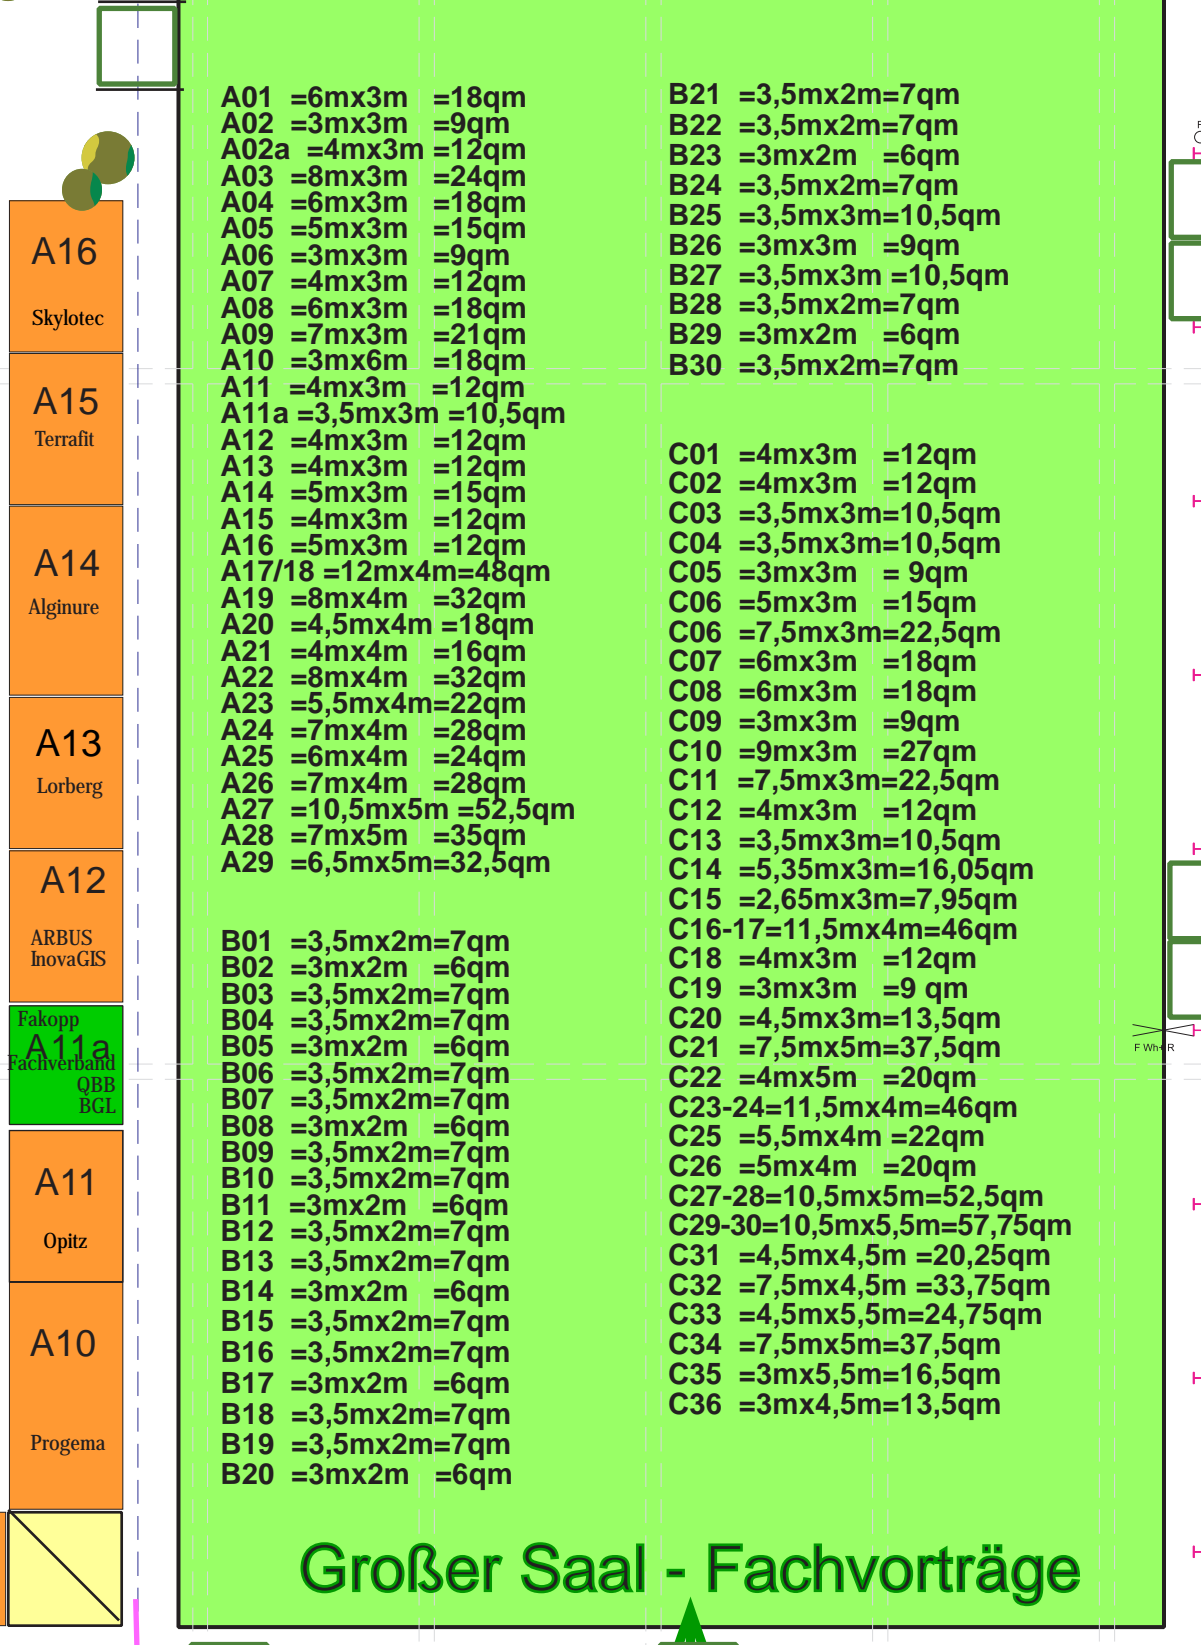 A16
Skylotec
A15
Terrafit
A14
Alginure
A13
Lorberg
A12
ARBUS
InovaGIS
Fakopp
A11a
Fachverband
QBB
BGL
A11
Opitz
A10
Progema
A01 =6mx3m =18qm
A02 =3mx3m =9qm
A02a =4mx3m =12qm
A03 =8mx3m =24qm
A04 =6mx3m =18qm
A05 =5mx3m =15qm
A06 =3mx3m =9qm
A07 =4mx3m =12qm
A08 =6mx3m =18qm
A09 =7mx3m =21qm
A10 =3mx6m =18qm
A11 =4mx3m =12qm
A11a =3,5mx3m =10,5qm
A12 =4mx3m =12qm
A13 =4mx3m =12qm
A14 =5mx3m =15qm
A15 =4mx3m =12qm
A16 =5mx3m =12qm
A17/18 =12mx4m=48qm
A19 =8mx4m =32qm
A20 =4,5mx4m =18qm
A21 =4mx4m =16qm
A22 =8mx4m =32qm
A23 =5,5mx4m=22qm
A24 =7mx4m =28qm
A25 =6mx4m =24qm
A26 =7mx4m =28qm
A27 =10,5mx5m =52,5qm
A28 =7mx5m =35qm
A29 =6,5mx5m=32,5qm
B01 =3,5mx2m=7qm
B02 =3mx2m =6qm
B03 =3,5mx2m=7qm
B04 =3,5mx2m=7qm
B05 =3mx2m =6qm
B06 =3,5mx2m=7qm
B07 =3,5mx2m=7qm
B08 =3mx2m =6qm
B09 =3,5mx2m=7qm
B10 =3,5mx2m=7qm
B11 =3mx2m =6qm
B12 =3,5mx2m=7qm
B13 =3,5mx2m=7qm
B14 =3mx2m =6qm
B15 =3,5mx2m=7qm
B16 =3,5mx2m=7qm
B17 =3mx2m =6qm
B18 =3,5mx2m=7qm
B19 =3,5mx2m=7qm
B20 =3mx2m =6qm
B21 =3,5mx2m=7qm
B22 =3,5mx2m=7qm
B23 =3mx2m =6qm
B24 =3,5mx2m=7qm
B25 =3,5mx3m=10,5qm
B26 =3mx3m =9qm
B27 =3,5mx3m =10,5qm
B28 =3,5mx2m=7qm
B29 =3mx2m =6qm
B30 =3,5mx2m=7qm
C01 =4mx3m =12qm
C02 =4mx3m =12qm
C03 =3,5mx3m=10,5qm
C04 =3,5mx3m=10,5qm
C05 =3mx3m = 9qm
C06 =5mx3m =15qm
C06 =7,5mx3m=22,5qm
C07 =6mx3m =18qm
C08 =6mx3m =18qm
C09 =3mx3m =9qm
C10 =9mx3m =27qm
C11 =7,5mx3m=22,5qm
C12 =4mx3m =12qm
C13 =3,5mx3m=10,5qm
C14 =5,35mx3m=16,05qm
C15 =2,65mx3m=7,95qm
C16-17=11,5mx4m=46qm
C18 =4mx3m =12qm
C19 =3mx3m =9 qm
C20 =4,5mx3m=13,5qm
C21 =7,5mx5m=37,5qm
C22 =4mx5m =20qm
C23-24=11,5mx4m=46qm
C25 =5,5mx4m =22qm
C26 =5mx4m =20qm
C27-28=10,5mx5m=52,5qm
C29-30=10,5mx5,5m=57,75qm
C31 =4,5mx4,5m =20,25qm
C32 =7,5mx4,5m =33,75qm
C33 =4,5mx5,5m=24,75qm
C34 =7,5mx5m=37,5qm
C35 =3mx5,5m=16,5qm
C36 =3mx4,5m=13,5qm
Großer Saal - Fachvorträge